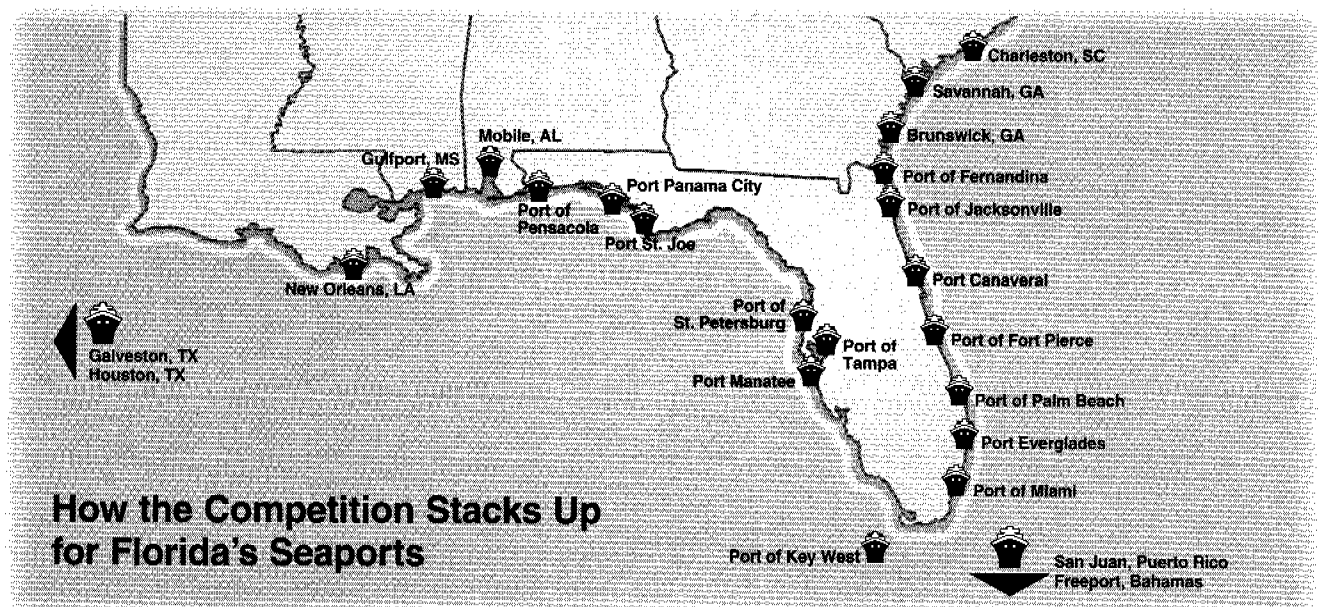 Charleston, SC
Savannah, GA
Brunswick, GA
Mobile, AL
Gulfport, MS
Port of Fernandina
Port Panama City
Port of Jacksonville
Port of
Pensacola
Port St. Joe
Port Canaveral
New Orleans, LA
Port of
St. Petersburg
Port of Fort Pierce
Port of
Tampa
Galveston, TX
Houston, TX
Port Manatee
Port of Palm Beach
Port Everglades
Port of Miami
How the Competition Stacks Up
for Florida's Seaports
Port of Key West
San Juan, Puerto Rico
Freeport, Bahamas